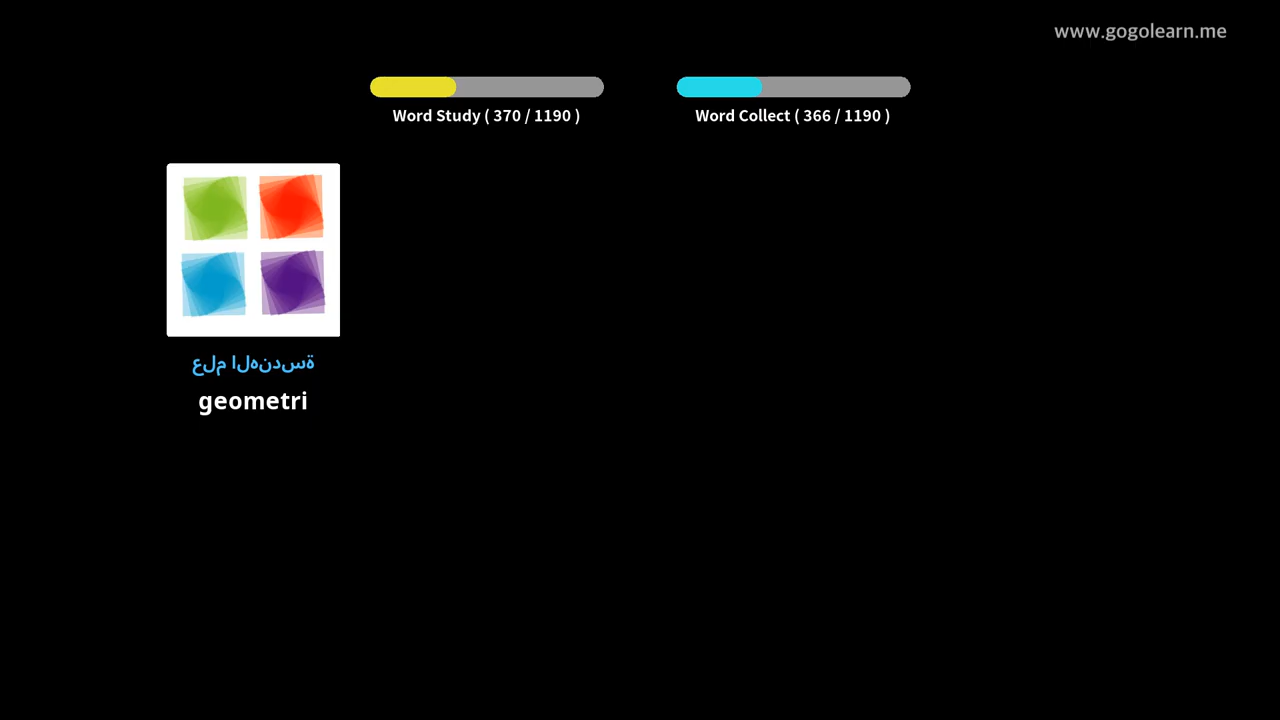 www.gogolearn.me
Word Study ( 370 / 1190 )
Word Collect ( 366 / 1190 )
علم الهندسة
geometri